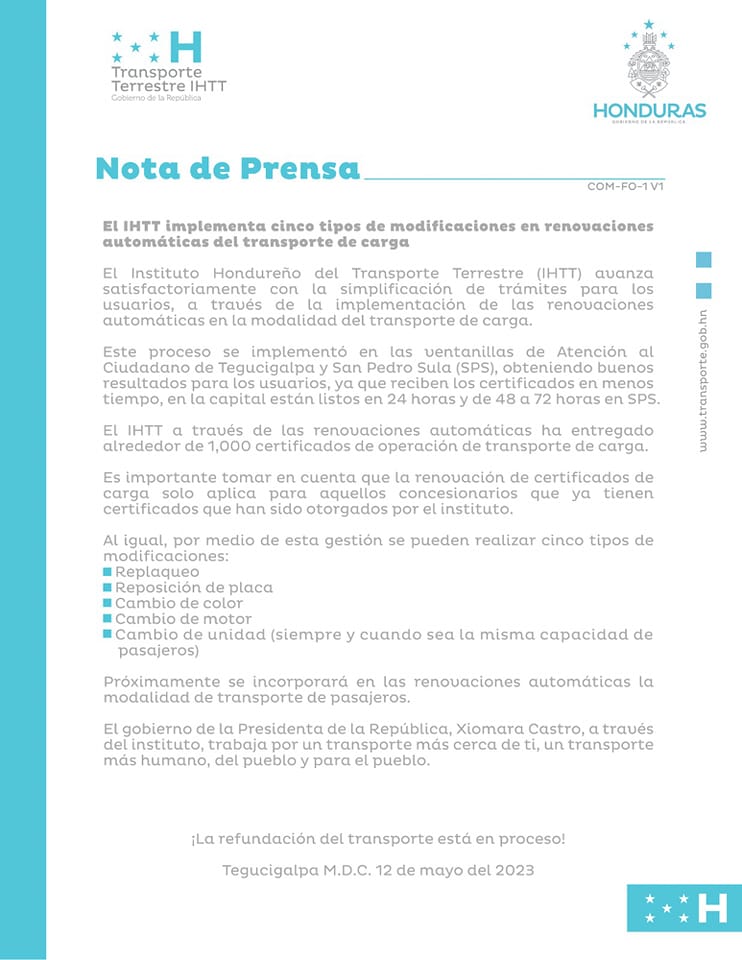 H
Transporte
Terrestre IHTT
Gobierno de la República
HONDURAS
GOBIERNO DE LA REPÚBLICA
Nota de Prensa
COM-FO-1 V1
El IHTT implementa cinco tipos de modificaciones en renovaciones
automáticas del transporte de carga
El Instituto Hondureño del Transporte Terrestre (IHTT) avanza
satisfactoriamente con la simplificación de trámites para los
usuarios, a través de la implementación de las renovaciones
automáticas en la modalidad del transporte de carga.
Este proceso se implementó en las ventanillas de Atención al
Ciudadano de Tegucigalpa y San Pedro Sula (SPS), obteniendo buenos
resultados para los usuarios, ya que reciben los certificados en menos
tiempo, en la capital están listos en 24 horas y de 48 a 72 horas en SPS.
El IHTT a través de las renovaciones automáticas ha entregado
alrededor de 1,000 certificados de operación de transporte de carga.
Es importante tomar en cuenta que la renovación de certificados de
carga solo aplica para aquellos concesionarios que ya tienen
certificados que han sido otorgados por el instituto.
Al igual, por medio de esta gestión se pueden realizar cinco tipos de
modificaciones:
Replaqueo
Reposición de placa
Cambio de color
Cambio de motor
Cambio de unidad (siempre y cuando sea la misma capacidad de
pasajeros)
Próximamente se incorporará en las renovaciones automáticas la
modalidad de transporte de pasajeros.
El gobierno de la Presidenta de la República, Xiomara Castro, a través
del instituto, trabaja por un transporte más cerca de ti, un transporte
más humano, del pueblo y para el pueblo.
¡La refundación del transporte está en proceso!
Tegucigalpa M.D.C. 12 de mayo del 2023
www.transporte.gob.hn
H